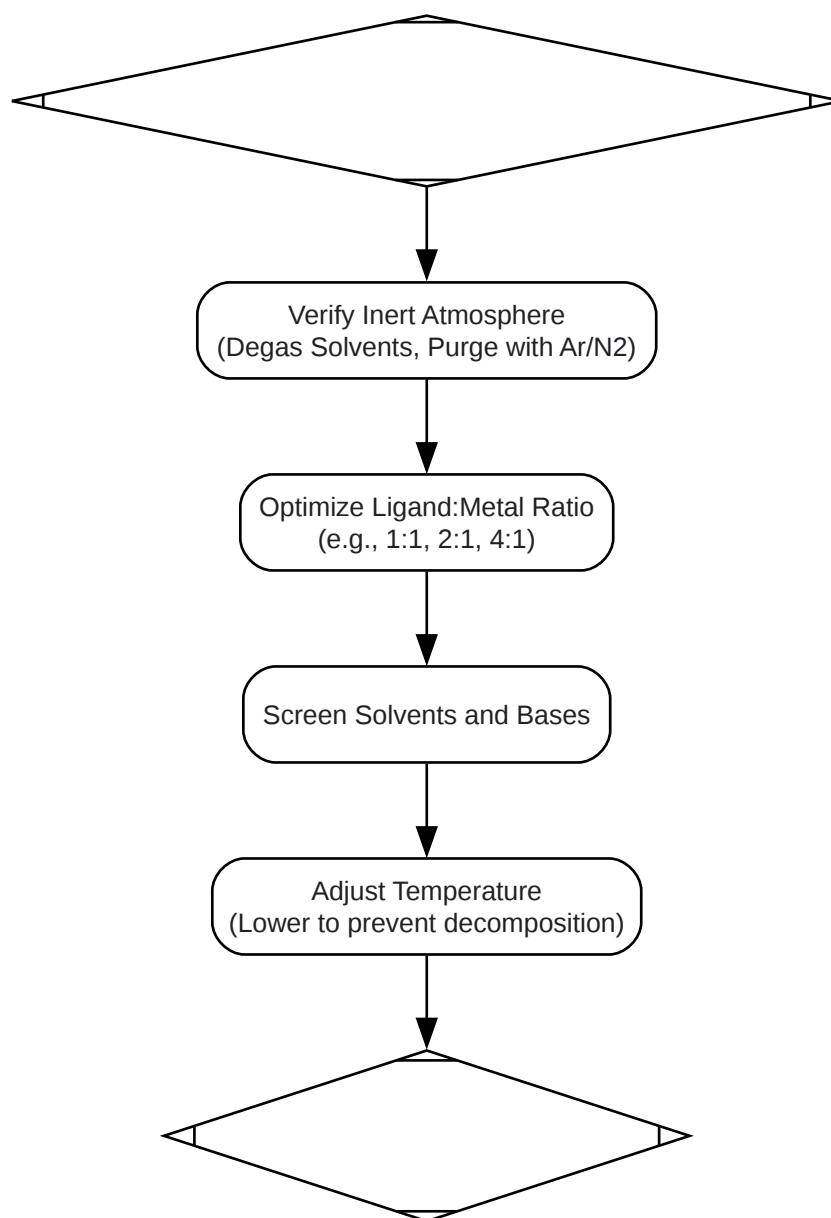 Verify Inert Atmosphere
(Degas Solvents, Purge with Ar/N2)
Optimize Ligand:Metal Ratio
(e.g., 1:1, 2:1, 4:1)
Screen Solvents and Bases
Adjust Temperature
(Lower to prevent decomposition)